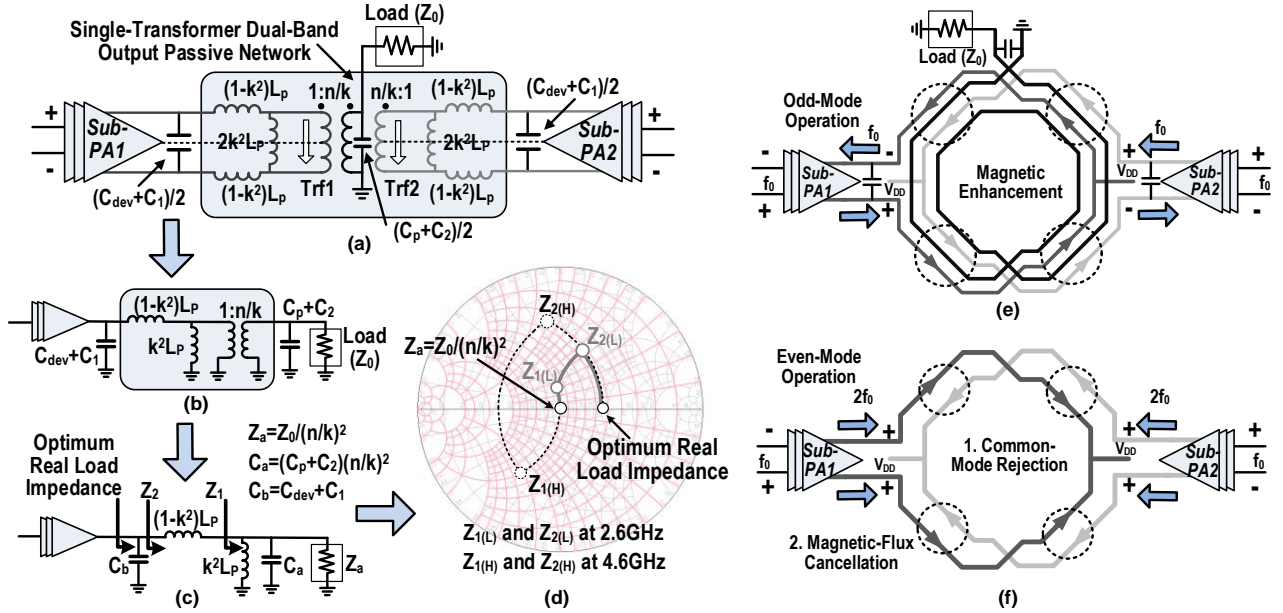 Single-Transformer Dual-Band
Output Passive Network
Load (Z0)
(1-k²)Lp
1:n/k
n/k:1
(1-k²)Lp
(Cdev+C1)/2
+
-
Sub-PA1
2k²Lp
2k²Lp
Sub-PA2
+
-
(1-k²)Lp
Trf1
Trf2
(1-k²)Lp
(Cdev+C1)/2
(Cp+C2)/2
(a)
(1-k²)LP
1:n/k
Cp+C2
Cdev+C1
k²LP
Load
(Z0)
(b)
Optimum
Real Load
Impedance
Za=Z0/(n/k)²
Ca=(Cp+C2)(n/k)²
Cb=Cdev+C1
Z2
Z1
(1-k²)LP
Cb
k²LP
Ca
Za
(c)
Z2(H)
Za=Z0/(n/k)²
Z2(L)
Z1(L)
Optimum Real
Load Impedance
Z1(H)
Z1(L) and Z2(L) at 2.6GHz
Z1(H) and Z2(H) at 4.6GHz
(d)
Load (Z0)
Odd-Mode
Operation
f0
f0
-
-
+
+
f0
Sub-PA1
VDD
Magnetic
Enhancement
VDD
Sub-PA2
f0
+
+
-
-
(e)
Even-Mode
Operation
2f0
2f0
-
+
+
+
f0
Sub-PA1
VDD
1. Common-
Mode Rejection
VDD
Sub-PA2
f0
+
+
+
-
2. Magnetic-Flux
Cancellation
(f)